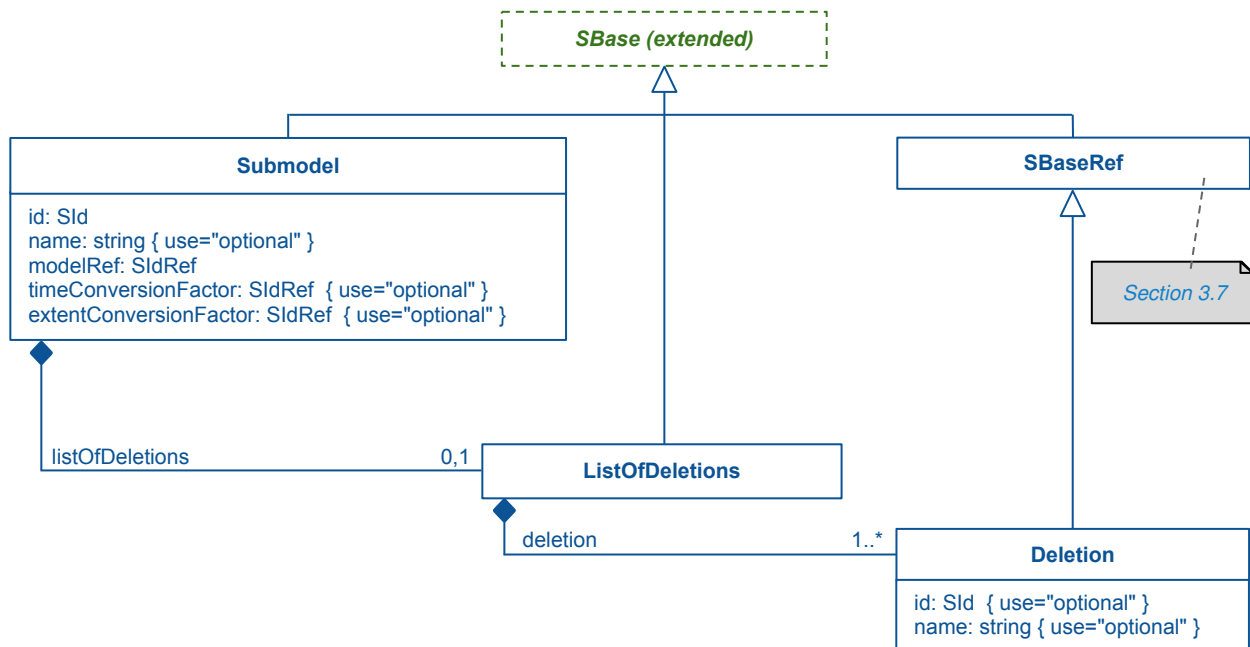 SBase (extended)
Submodel
id: SId
name: string { use="optional" }
modelRef: SIdRef
timeConversionFactor: SIdRef { use="optional" }
extentConversionFactor: SIdRef { use="optional" }
SBaseRef
Section 3.7
listOfDeletions
0,1
ListOfDeletions
deletion
1..*
Deletion
id: SId { use="optional" }
name: string { use="optional" }